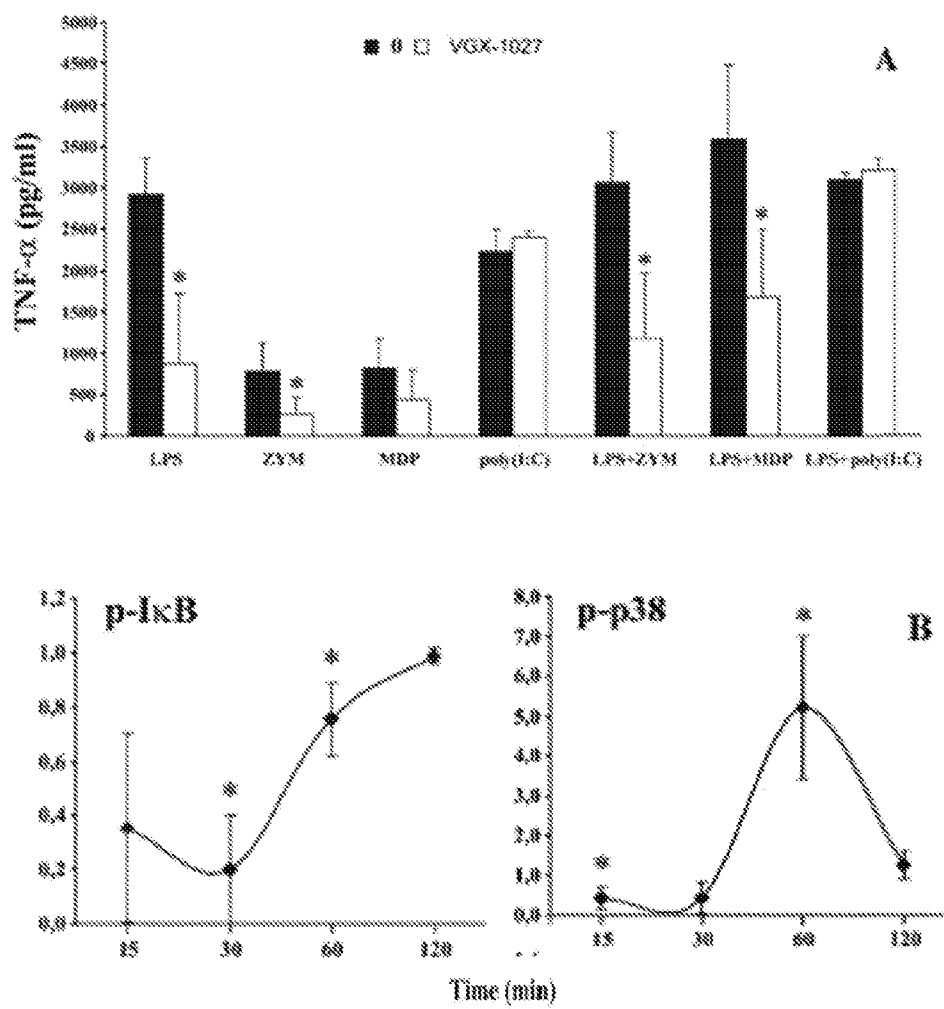 5000
0 VGX-1027
A
4500
4000
3500
3000
2500
2000
1500
1000
500
0
TNF-α (pg/ml)
* * * *
LPS ZYM MDP poly(I:C) LPS+ZYM LPS+MDP LPS+poly(I:C)
p-IκB
1,2
1,0
0,8
0,6
0,4
0,2
0,0
* *
15 30 60 120
p-p38
B
8,0
7,0
6,0
5,0
4,0
3,0
2,0
1,0
0,0
* *
15 30 60 120
Time (min)